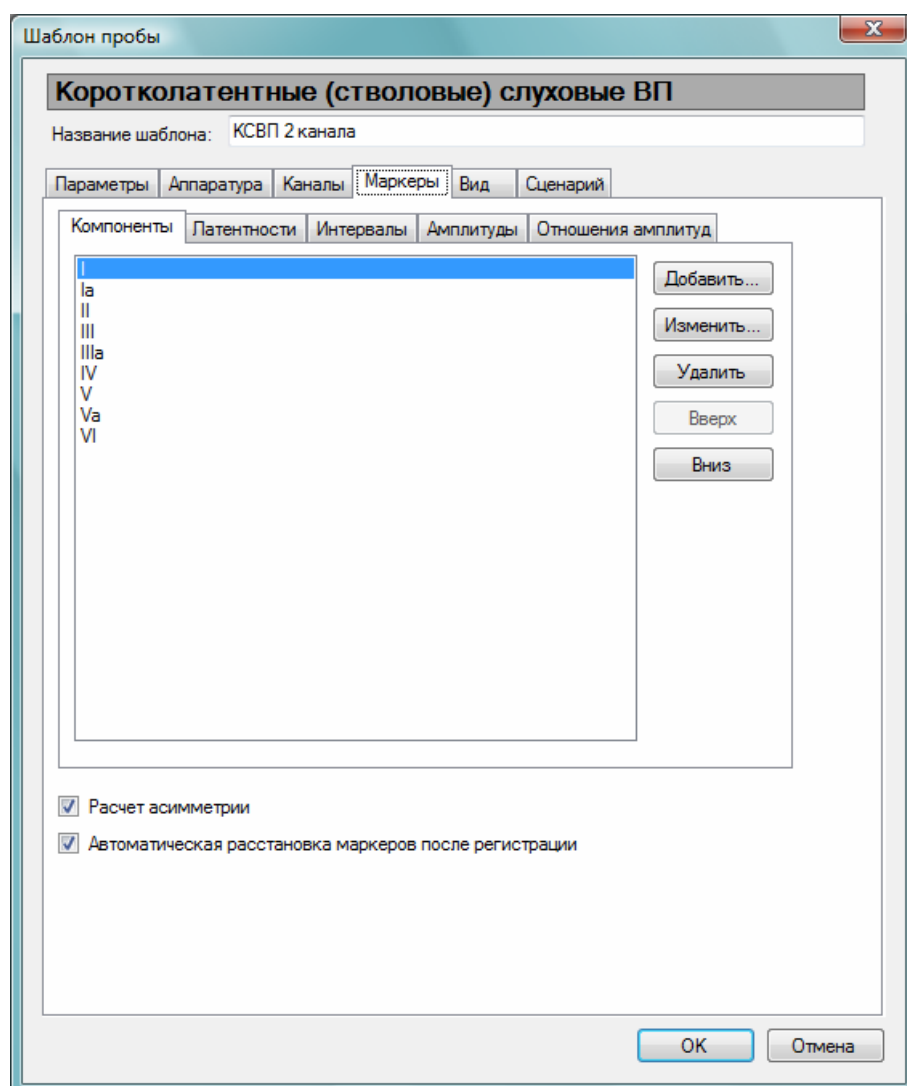 Шаблон пробы
Коротколатентные (стволовые) слуховые ВП
Название шаблона: КСВП 2 канала
Параметры Аппаратура Каналы Маркеры Вид Сценарий
Компоненты Латентности Интервалы Амплитуды Отношения амплитуд
I
Ia
II
III
IIIa
IV
V
Va
VI
Добавить...
Изменить...
Удалить
Вверх
Вниз
Расчет асимметрии
Автоматическая расстановка маркеров после регистрации
OK Отмена